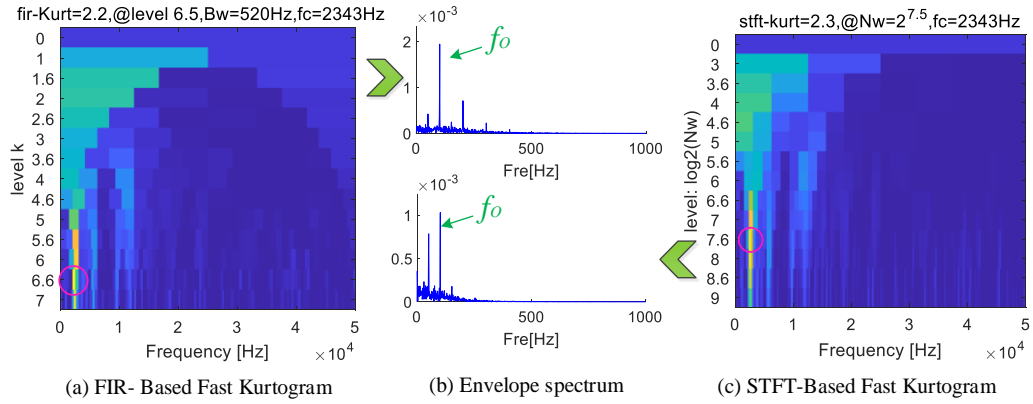 fir-Kurt=2.2,@level 6.5,Bw=520Hz,fc=2343Hz
level k
0
1
1.6
2
2.6
3
3.6
4
4.6
5
5.6
6
6.6
7
0 1 2 3 4 5
Frequency [Hz]
×10^4
(a) FIR- Based Fast Kurtogram
×10^-3
2
1
0
fo
0 500 1000
Fre[Hz]
×10^-3
1
0.5
0
fo
0 500 1000
Fre[Hz]
(b) Envelope spectrum
stft-kurt=2.3,@Nw=2^7.5,fc=2343Hz
level: log2(Nw)
0
3
4
4.6
5
5.6
6
6.6
7
7.6
8
8.6
9
0 1 2 3 4 5
Frequency [Hz]
×10^4
(c) STFT-Based Fast Kurtogram